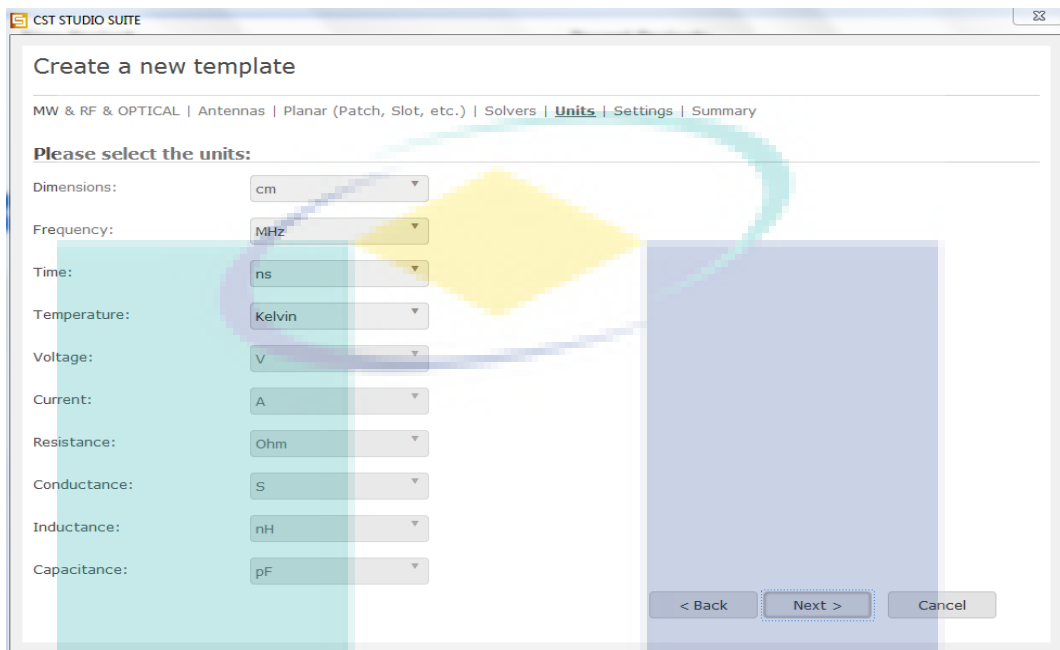 CST STUDIO SUITE
Create a new template
MW & RF & OPTICAL | Antennas | Planar (Patch, Slot, etc.) | Solvers | Units | Settings | Summary
Please select the units:
Dimensions: cm
Frequency: MHz
Time: ns
Temperature: Kelvin
Voltage: V
Current: A
Resistance: Ohm
Conductance: S
Inductance: nH
Capacitance: pF
< Back Next > Cancel